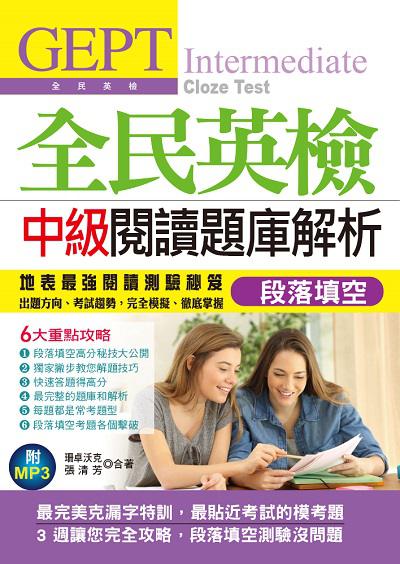 GEPT Intermediate
全民英檢 Cloze Test
全民英檢
中級閱讀題庫解析
地表最強閱讀測驗秘笈
出題方向、考試趨勢，完全模擬、徹底掌握
段落填空
6大重點攻略
1 段落填空高分秘技大公開
2 獨家撇步教您解題技巧
3 快速答題得高分
4 最完整的題庫和解析
5 每題都是常考題型
6 段落填空考題各個擊破
附
MP3
珊卓沃克
張清芳 ◎合著
最完美克漏字特訓，最貼近考試的模考題
3 週讓您完全攻略，段落填空測驗沒問題